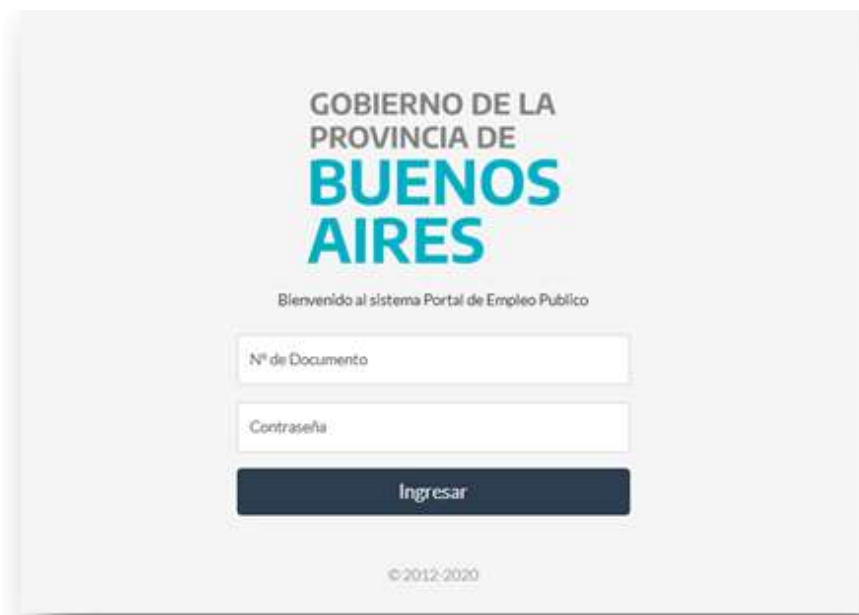 GOBIERNO DE LA
PROVINCIA DE
BUENOS
AIRES
Bienvenido al sistema Portal de Empleo Publico
Nº de Documento
Contraseña
Ingresar
© 2012-2020